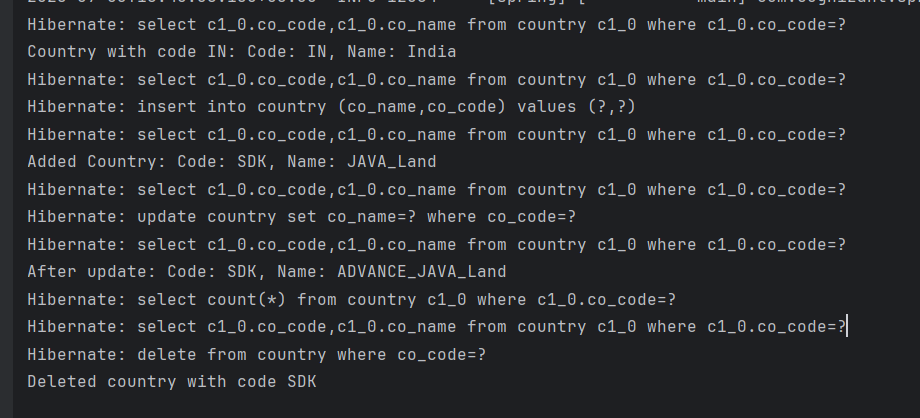 Hibernate: select c1_0.co_code,c1_0.co_name from country c1_0 where c1_0.co_code=?
Country with code IN: Code: IN, Name: India
Hibernate: select c1_0.co_code,c1_0.co_name from country c1_0 where c1_0.co_code=?
Hibernate: insert into country (co_name,co_code) values (?,?)
Hibernate: select c1_0.co_code,c1_0.co_name from country c1_0 where c1_0.co_code=?
Added Country: Code: SDK, Name: JAVA_Land
Hibernate: select c1_0.co_code,c1_0.co_name from country c1_0 where c1_0.co_code=?
Hibernate: update country set co_name=? where co_code=?
Hibernate: select c1_0.co_code,c1_0.co_name from country c1_0 where c1_0.co_code=?
After update: Code: SDK, Name: ADVANCE_JAVA_Land
Hibernate: select count(*) from country c1_0 where c1_0.co_code=?
Hibernate: select c1_0.co_code,c1_0.co_name from country c1_0 where c1_0.co_code=?
Hibernate: delete from country where co_code=?
Deleted country with code SDK